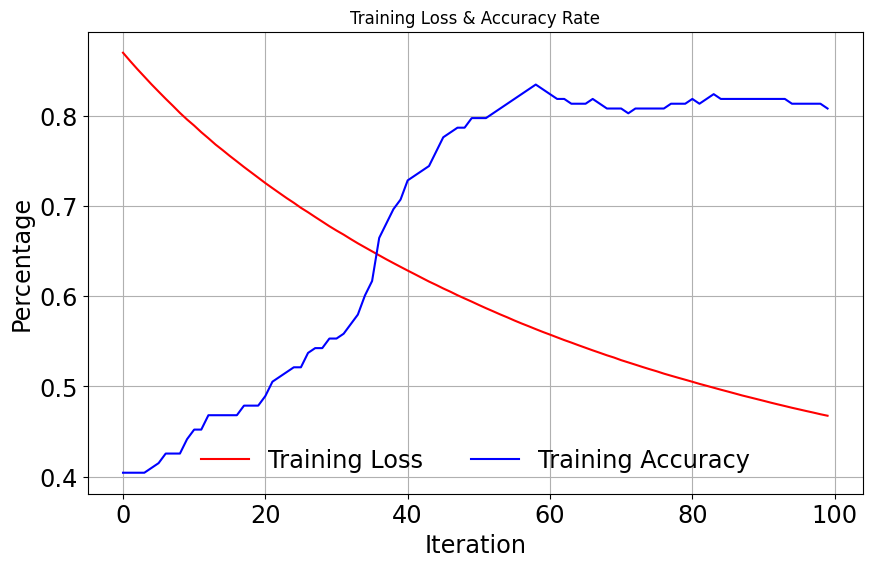 Training Loss & Accuracy Rate
0.8
0.7
0.6
0.5
0.4
Percentage
Training Loss Training Accuracy
0 20 40 60 80 100
Iteration